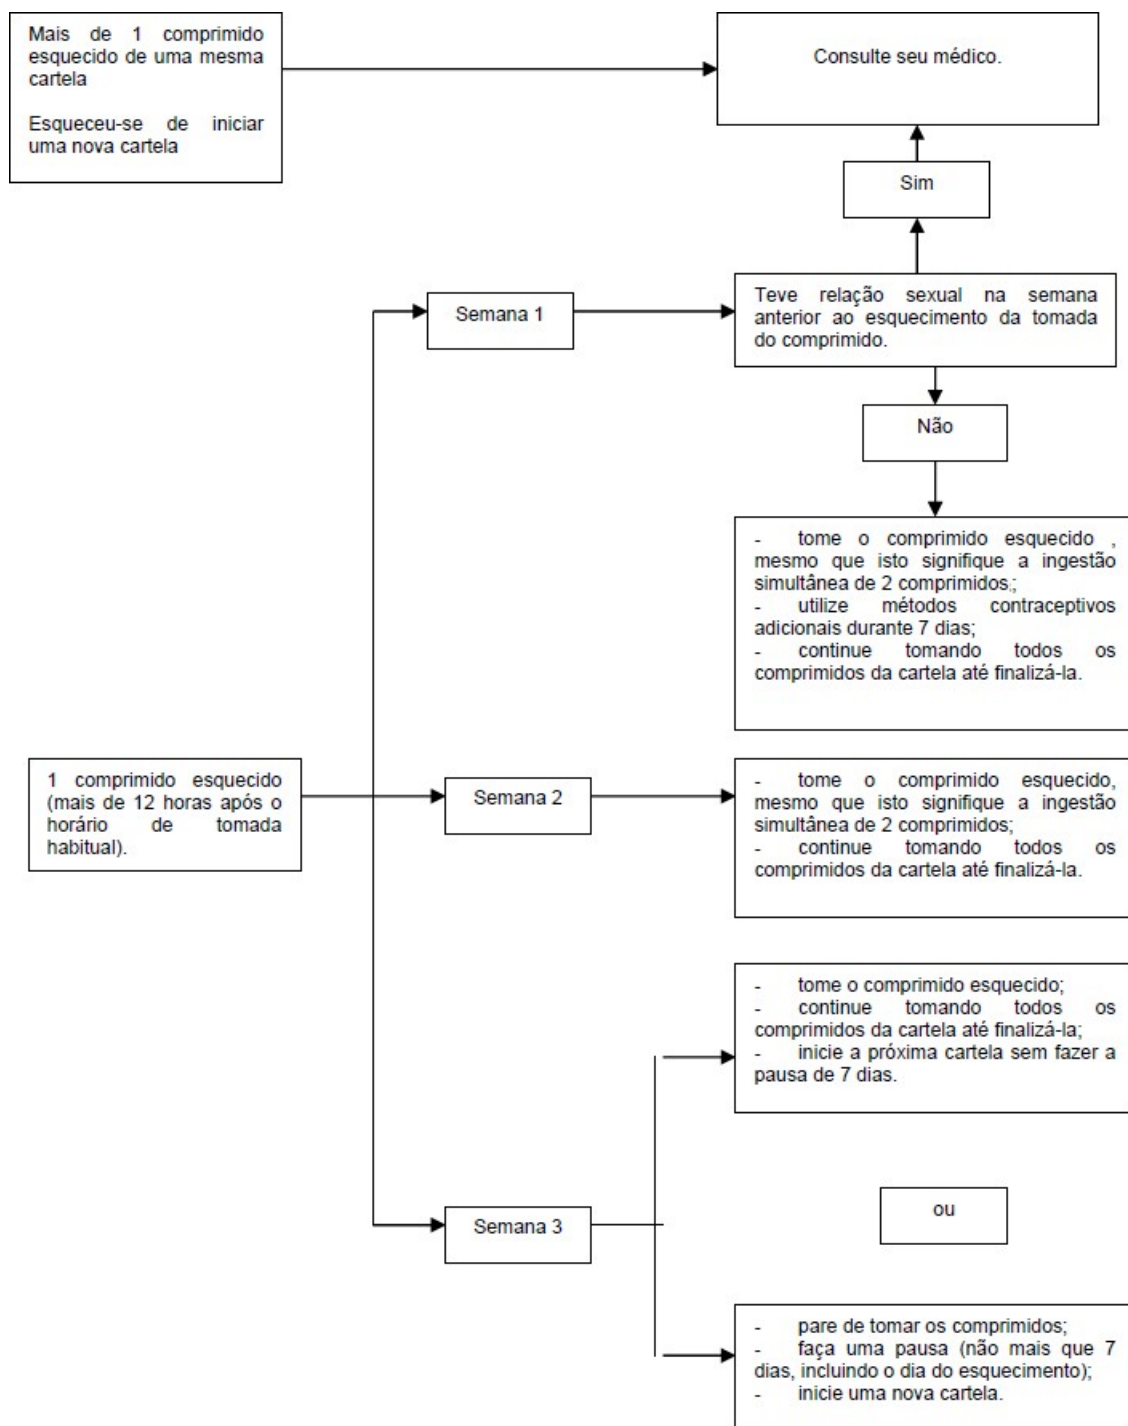 Mais de 1 comprimido
esquecido de uma mesma
cartela
Esqueceu-se de iniciar
uma nova cartela
Consulte seu médico.
Sim
Semana 1
Teve relação sexual na semana
anterior ao esquecimento da tomada
do comprimido.
Não
- tome o comprimido esquecido ,
mesmo que isto signifique a ingestão
simultânea de 2 comprimidos.;
- utilize métodos contraceptivos
adicionais durante 7 dias;
- continue tomando todos os
comprimidos da cartela até finalizá-la.
1 comprimido esquecido
(mais de 12 horas após o
horário de tomada
habitual).
Semana 2
- tome o comprimido esquecido,
mesmo que isto signifique a ingestão
simultânea de 2 comprimidos;
- continue tomando todos os
comprimidos da cartela até finalizá-la.
Semana 3
- tome o comprimido esquecido;
- continue tomando todos os
comprimidos da cartela até finalizá-la;
- inicie a próxima cartela sem fazer a
pausa de 7 dias.
ou
- pare de tomar os comprimidos;
- faça uma pausa (não mais que 7
dias, incluindo o dia do esquecimento);
- inicie uma nova cartela.